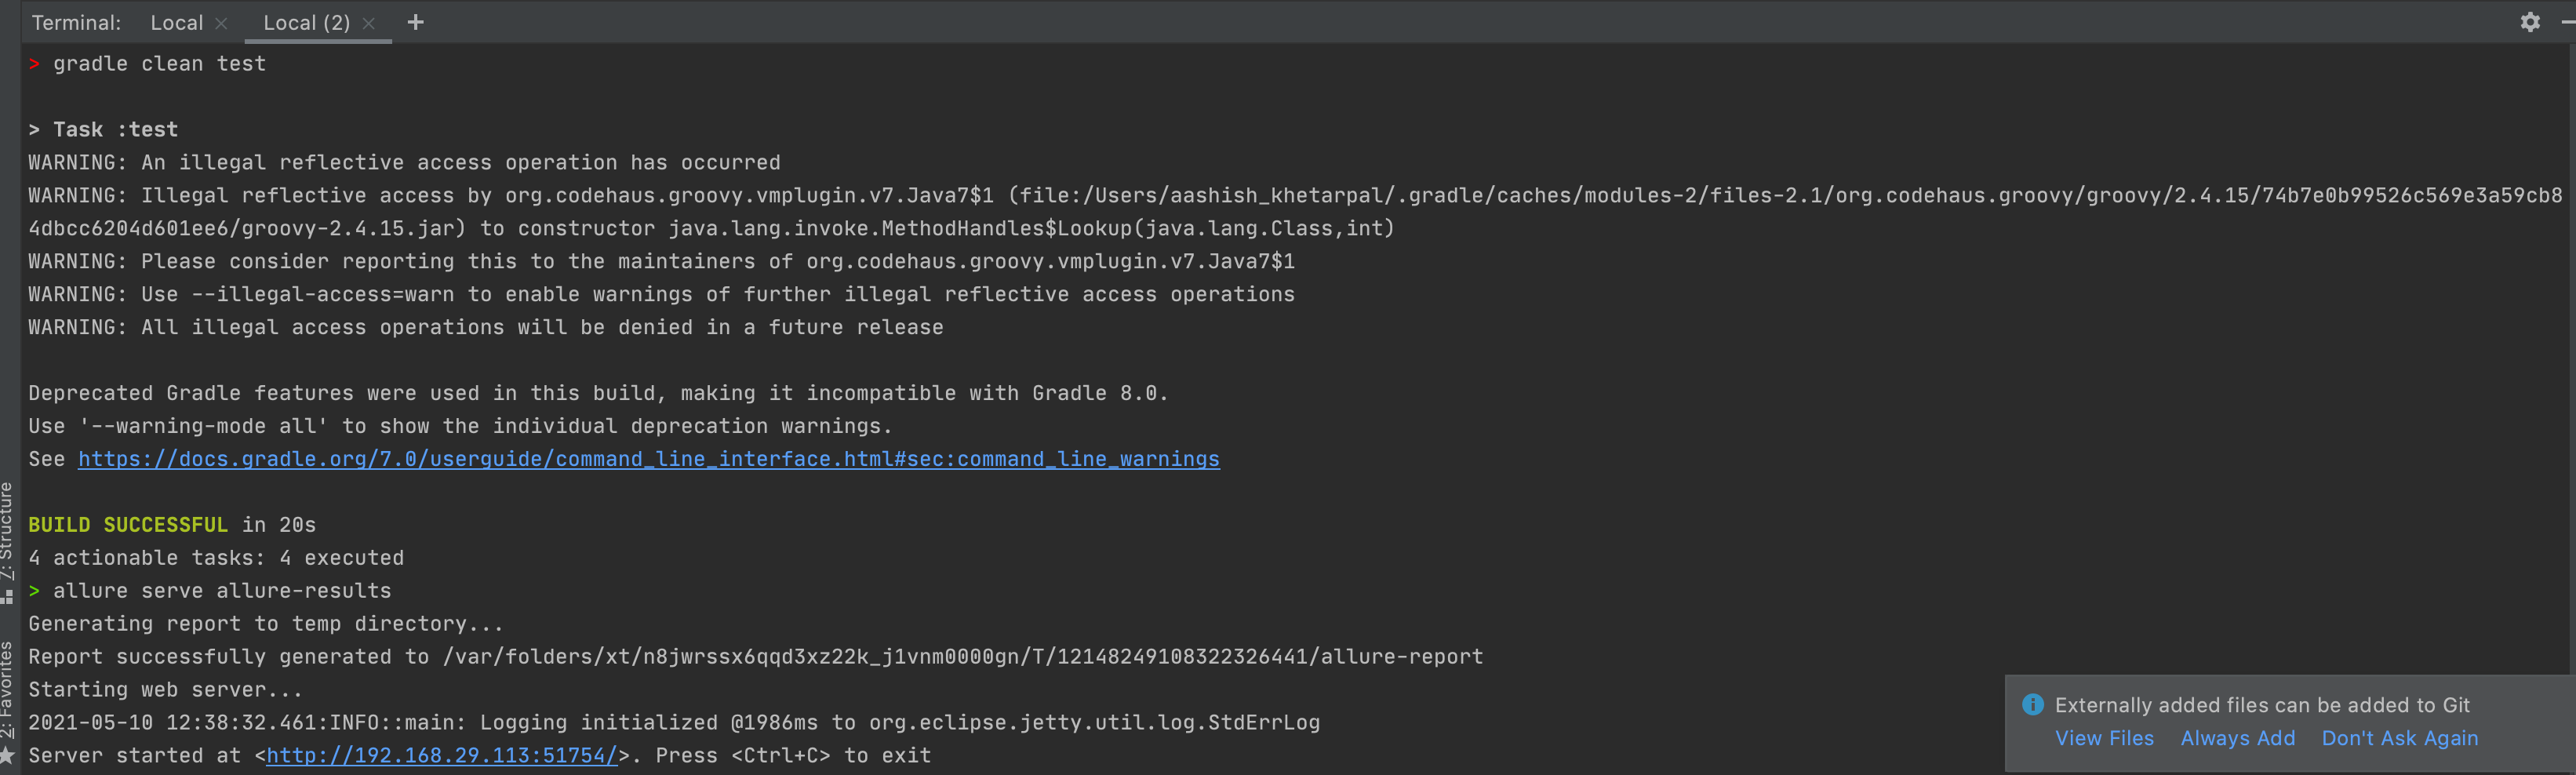 Terminal: Local × Local (2) × +
> gradle clean test
> Task :test
WARNING: An illegal reflective access operation has occurred
WARNING: Illegal reflective access by org.codehaus.groovy.vmplugin.v7.Java7$1 (file:/Users/aashish_khetarpal/.gradle/caches/modules-2/files-2.1/org.codehaus.groovy/groovy/2.4.15/74b7e0b99526c569e3a59cb8
4dbcc6204d601ee6/groovy-2.4.15.jar) to constructor java.lang.invoke.MethodHandles$Lookup(java.lang.Class,int)
WARNING: Please consider reporting this to the maintainers of org.codehaus.groovy.vmplugin.v7.Java7$1
WARNING: Use --illegal-access=warn to enable warnings of further illegal reflective access operations
WARNING: All illegal access operations will be denied in a future release
Deprecated Gradle features were used in this build, making it incompatible with Gradle 8.0.
Use '--warning-mode all' to show the individual deprecation warnings.
See https://docs.gradle.org/7.0/userguide/command_line_interface.html#sec:command_line_warnings
BUILD SUCCESSFUL in 20s
4 actionable tasks: 4 executed
> allure serve allure-results
Generating report to temp directory...
Report successfully generated to /var/folders/xt/n8jwrssx6qqd3xz22k_j1vnm0000gn/T/12148249108322326441/allure-report
Starting web server...
2021-05-10 12:38:32.461:INFO::main: Logging initialized @1986ms to org.eclipse.jetty.util.log.StdErrLog
Server started at <http://192.168.29.113:51754/>. Press <Ctrl+C> to exit
Z: Structure
2: Favorites
Externally added files can be added to Git
View Files Always Add Don't Ask Again